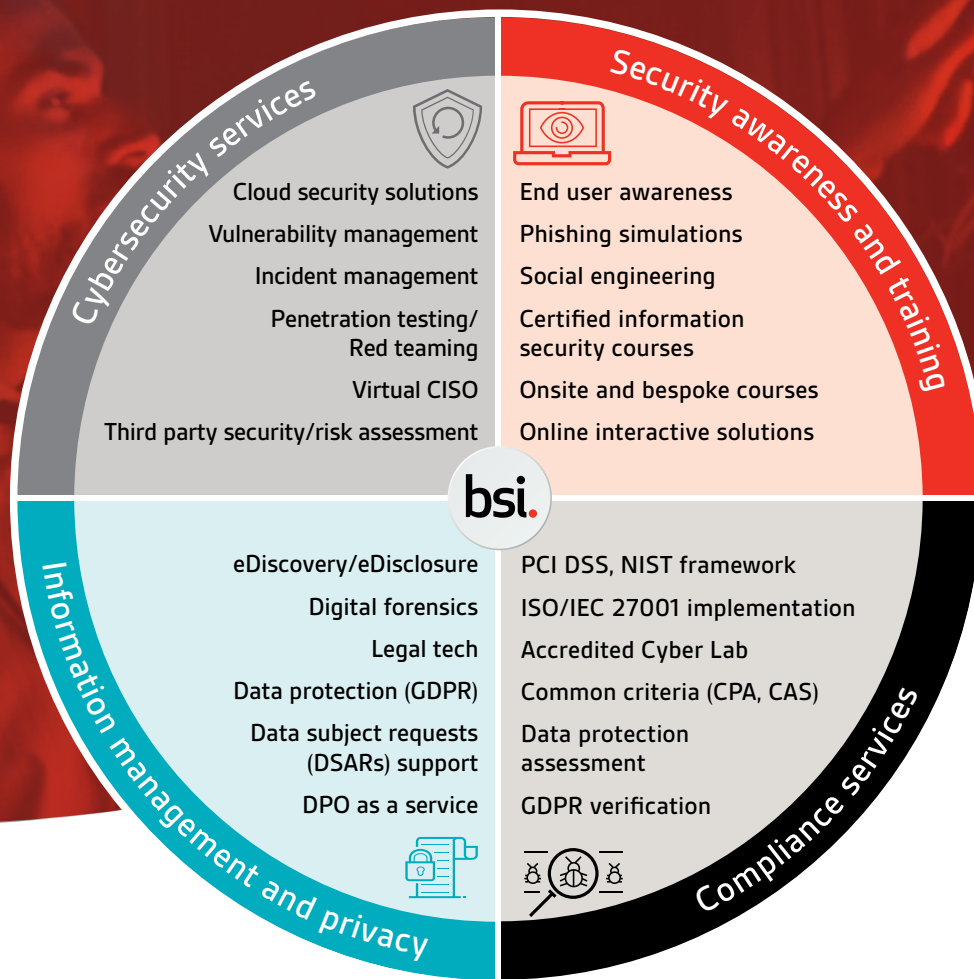 Cybersecurity services
Cloud security solutions
Vulnerability management
Incident management
Penetration testing/
Red teaming
Virtual CISO
Third party security/risk assessment
Security awareness and training
End user awareness
Phishing simulations
Social engineering
Certified information
security courses
Onsite and bespoke courses
Online interactive solutions
bsi.
Information management and privacy
eDiscovery/eDisclosure
Digital forensics
Legal tech
Data protection (GDPR)
Data subject requests
(DSARs) support
DPO as a service
Compliance services
PCI DSS, NIST framework
ISO/IEC 27001 implementation
Accredited Cyber Lab
Common criteria (CPA, CAS)
Data protection
assessment
GDPR verification